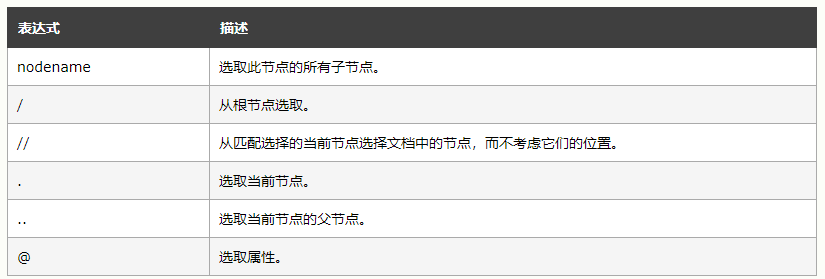 表达式 描述
nodename 选取此节点的所有子节点。
/ 从根节点选取。
// 从匹配选择的当前节点选择文档中的节点，而不考虑它们的位置。
. 选取当前节点。
.. 选取当前节点的父节点。
@ 选取属性。